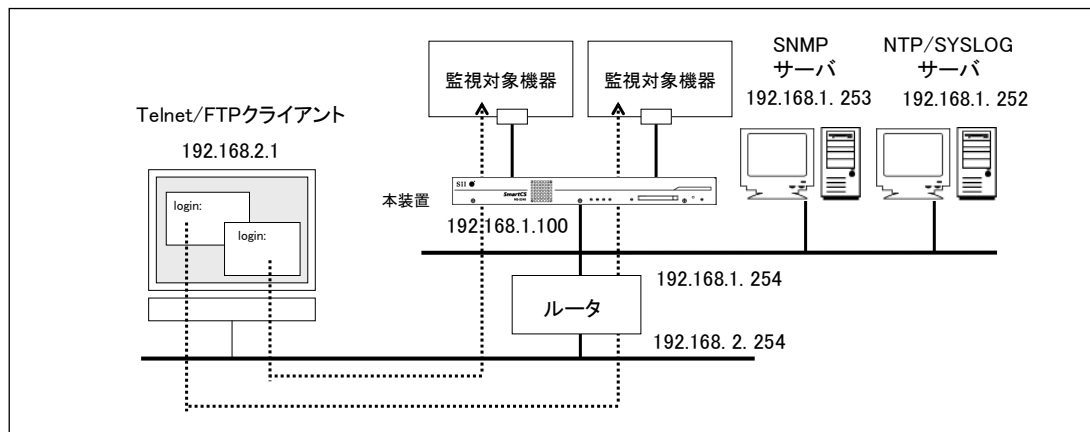 Telnet/FTPクライアント
192.168.2.1
login:
login:
監視対象機器
監視対象機器
SNMP
サーバ
192.168.1. 253
NTP/SYSLOG
サーバ
192.168.1. 252
本装置
SII
SmartCS
192.168.1.100
192.168.1. 254
ルータ
192.168. 2. 254